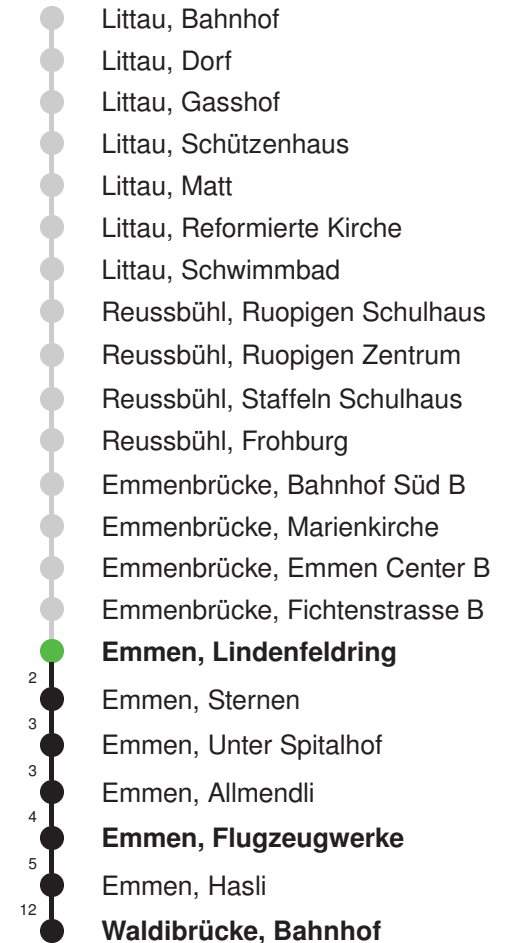 Littau, Bahnhof
Littau, Dorf
Littau, Gasshof
Littau, Schützenhaus
Littau, Matt
Littau, Reformierte Kirche
Littau, Schwimmbad
Reussbühl, Ruopigen Schulhaus
Reussbühl, Ruopigen Zentrum
Reussbühl, Staffeln Schulhaus
Reussbühl, Frohburg
Emmenbrücke, Bahnhof Süd B
Emmenbrücke, Marienkirche
Emmenbrücke, Emmen Center B
Emmenbrücke, Fichtenstrasse B
Emmen, Lindenfeldring
2 Emmen, Sternen
3 Emmen, Unter Spitalhof
3 Emmen, Allmendli
4 Emmen, Flugzeugwerke
5 Emmen, Hasli
12 Waldibrücke, Bahnhof